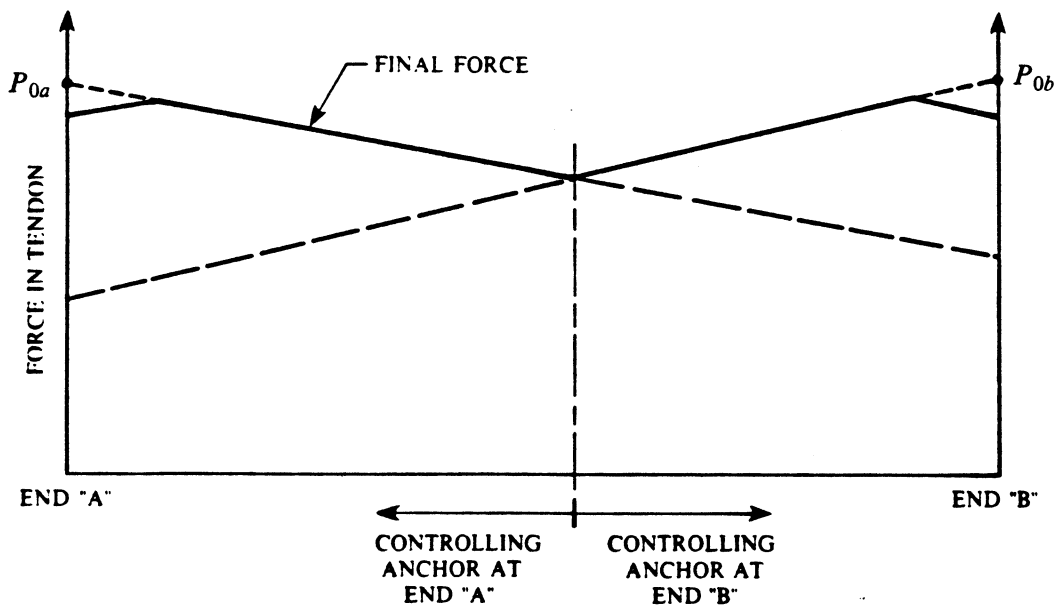 P0a
FINAL FORCE
P0b
FORCE IN TENDON
END "A"
END "B"
CONTROLLING
ANCHOR AT
END "A"
CONTROLLING
ANCHOR AT
END "B"